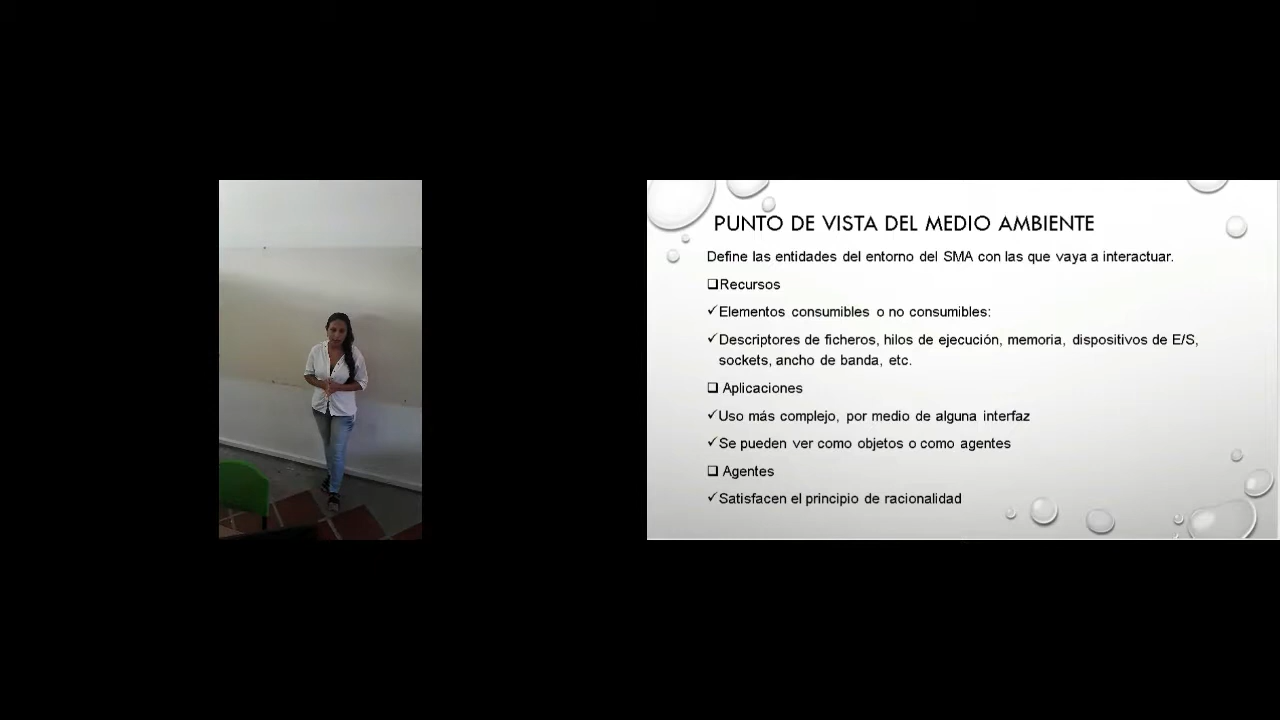 PUNTO DE VISTA DEL MEDIO AMBIENTE
Define las entidades del entorno del SMA con las que vaya a interactuar.
❑Recursos
✓Elementos consumibles o no consumibles:
✓Descriptores de ficheros, hilos de ejecución, memoria, dispositivos de E/S,
sockets, ancho de banda, etc.
❑ Aplicaciones
✓Uso más complejo, por medio de alguna interfaz
✓Se pueden ver como objetos o como agentes
❑ Agentes
✓Satisfacen el principio de racionalidad